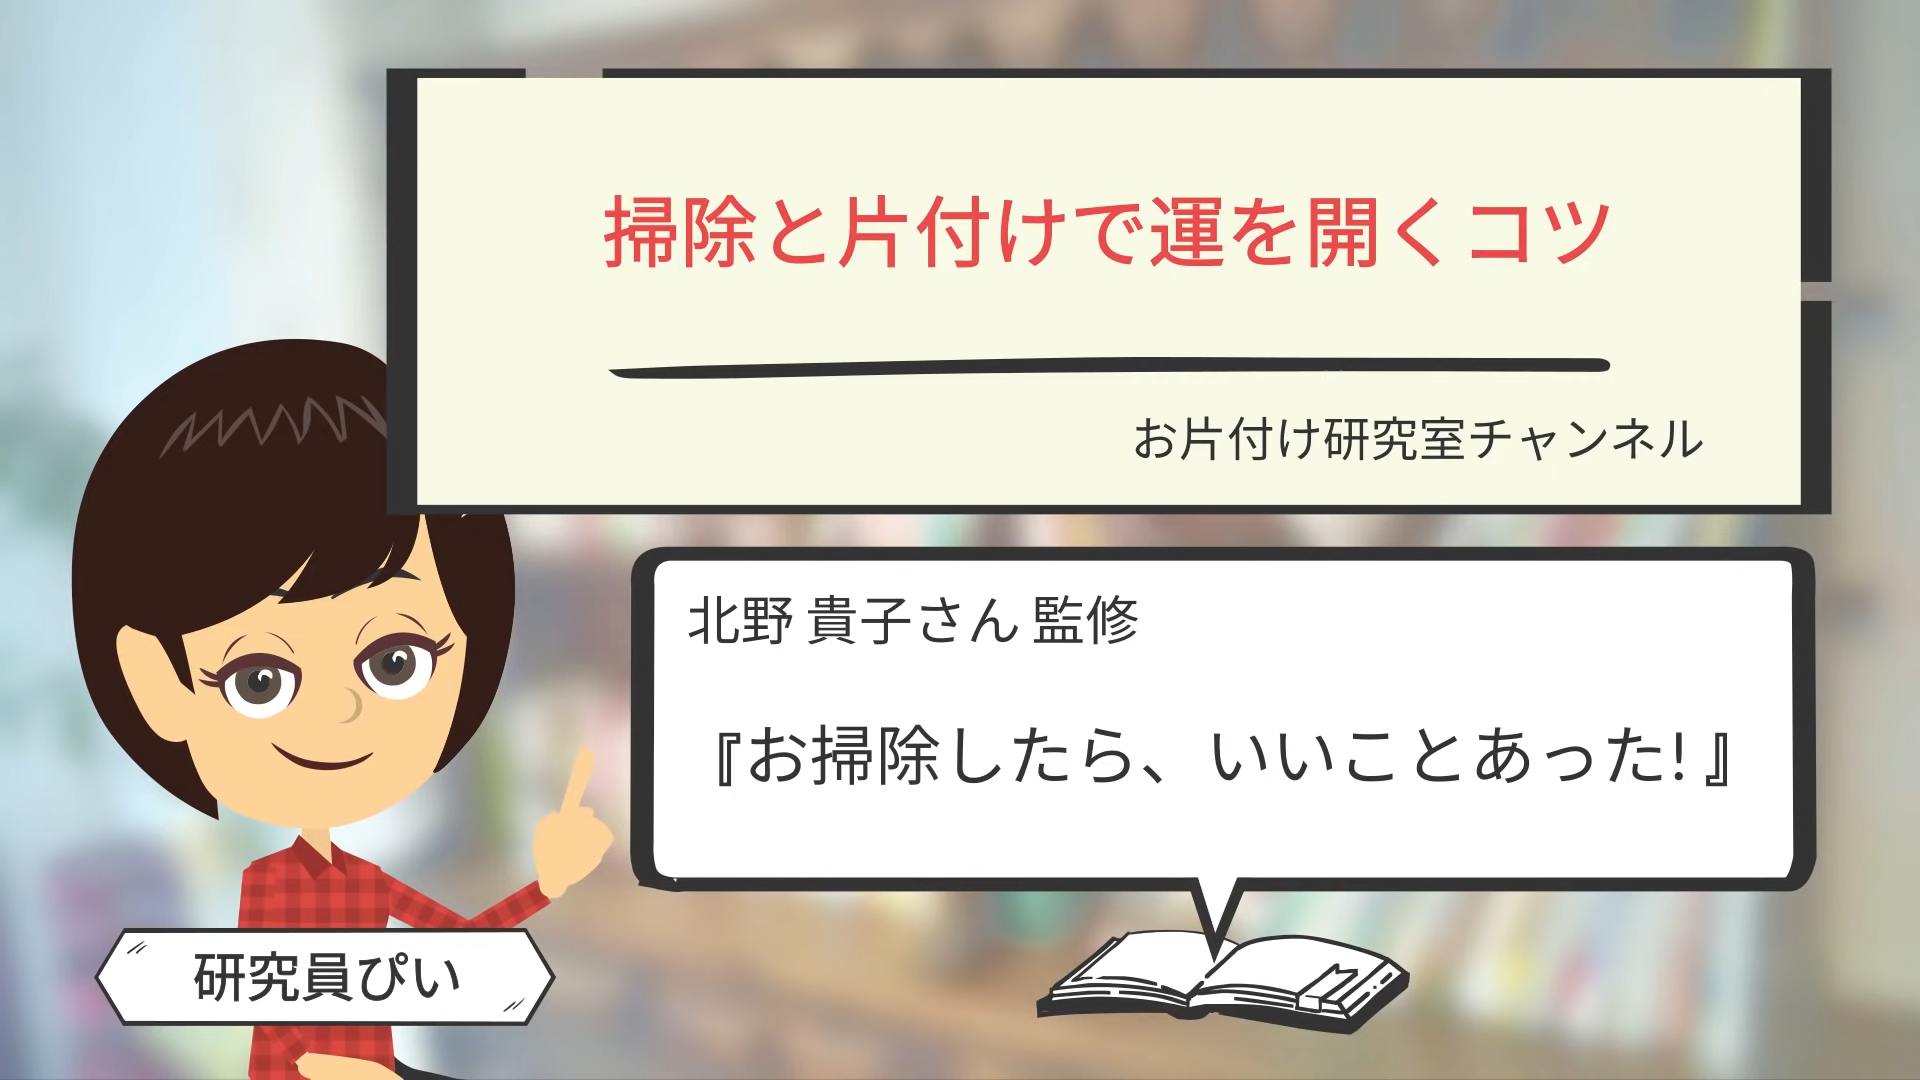 掃除と片付けで運を開くコツ
お片付け研究室チャンネル
北野 貴子さん 監修
『お掃除したら、いいことあった! 』
研究員ぴい